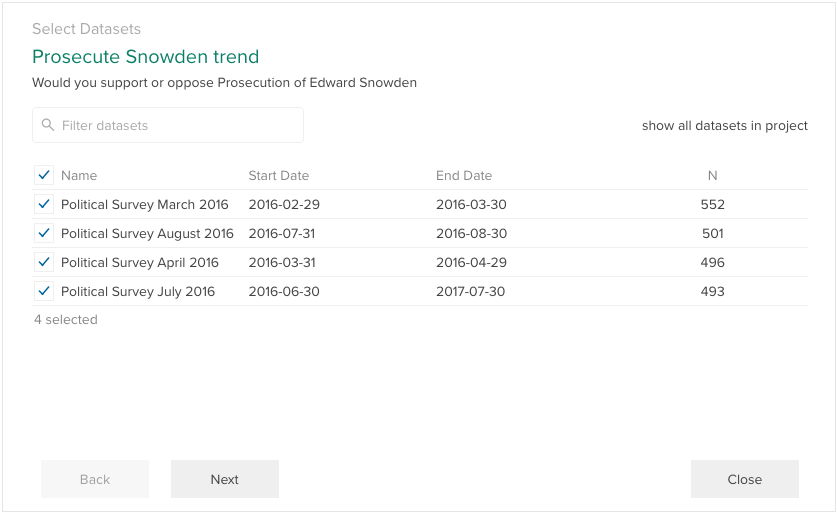 Select Datasets
Prosecute Snowden trend
Would you support or oppose Prosecution of Edward Snowden
Filter datasets
show all datasets in project
Name Start Date End Date N
Political Survey March 2016 2016-02-29 2016-03-30 552
Political Survey August 2016 2016-07-31 2016-08-30 501
Political Survey April 2016 2016-03-31 2016-04-29 496
Political Survey July 2016 2016-06-30 2017-07-30 493
4 selected
Back Next Close